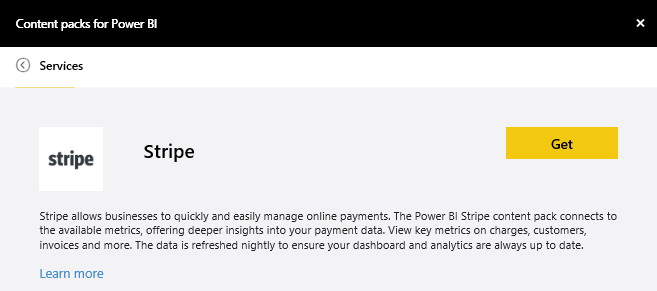 Content packs for Power BI
Services
stripe
Stripe
Get
Stripe allows businesses to quickly and easily manage online payments. The Power BI Stripe content pack connects to
the available metrics, offering deeper insights into your payment data. View key metrics on charges, customers,
invoices and more. The data is refreshed nightly to ensure your dashboard and analytics are always up to date.
Learn more